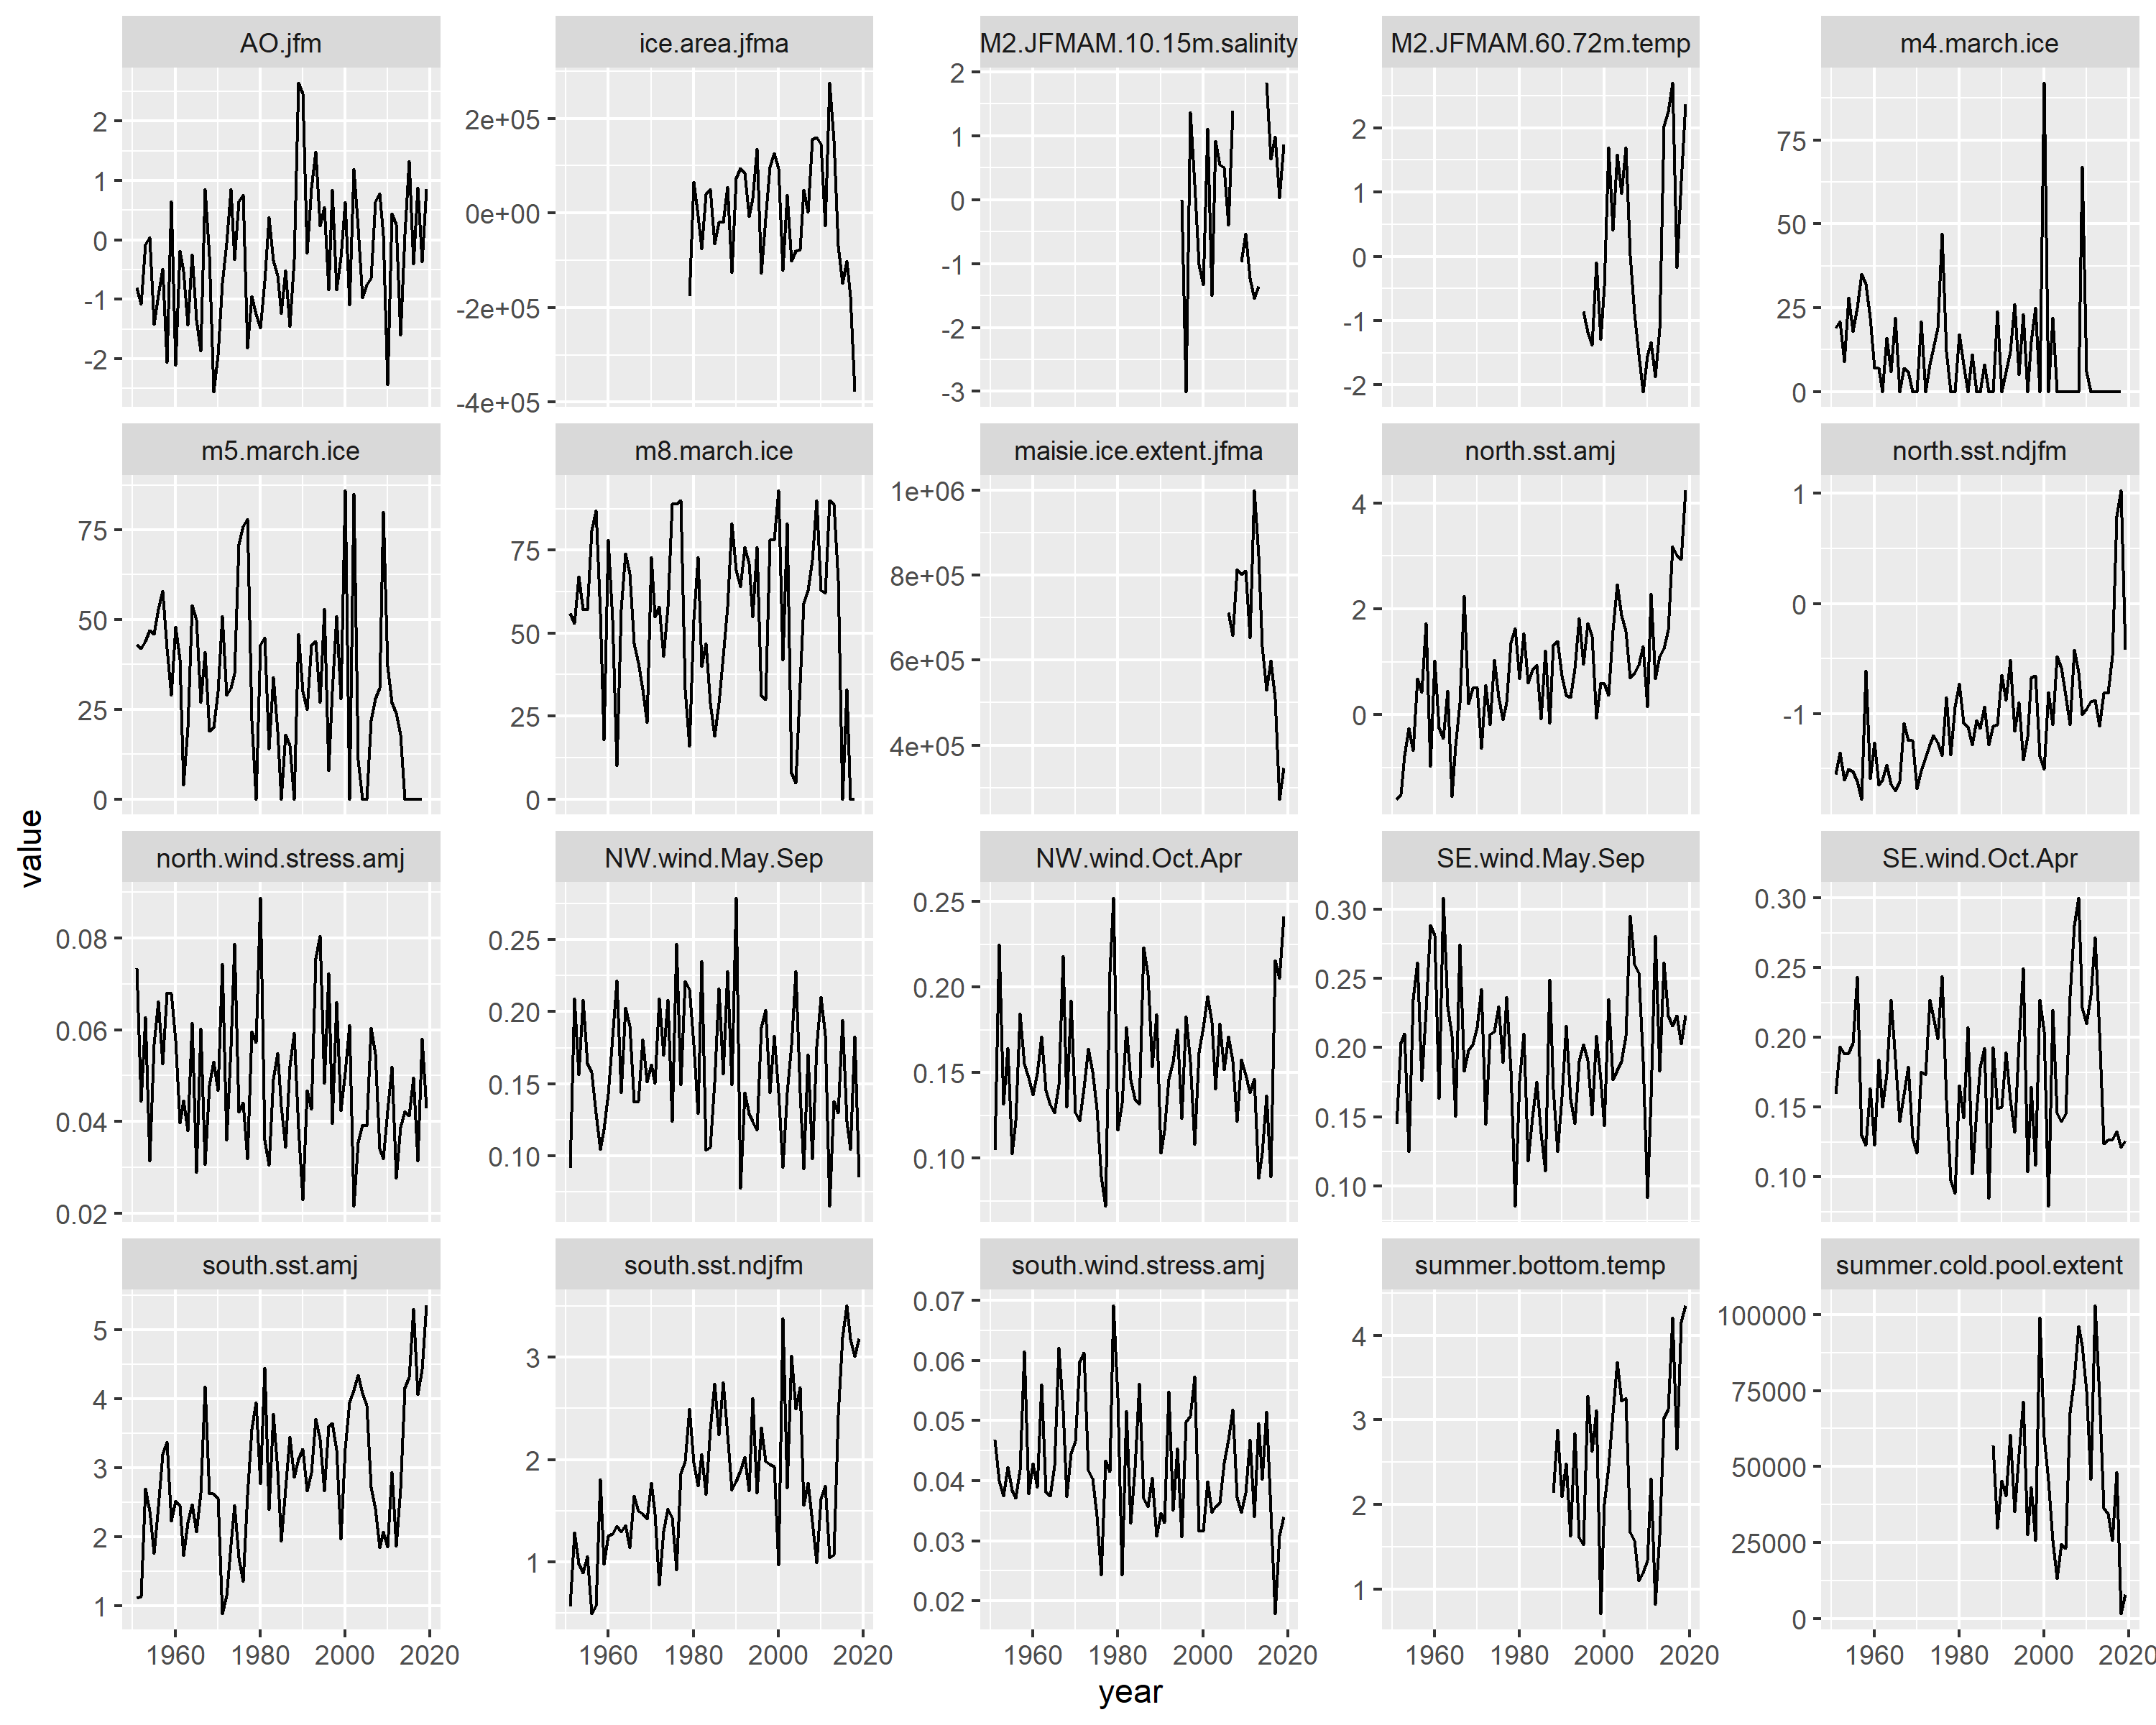 AO.jfm
ice.area.jfma
M2.JFMAM.10.15m.salinity
M2.JFMAM.60.72m.temp
m4.march.ice
2
1
0
-1
-2
2e+05
0e+00
-2e+05
-4e+05
2
1
0
-1
-2
-3
2
1
0
-1
-2
75
50
25
0
m5.march.ice
m8.march.ice
maisie.ice.extent.jfma
north.sst.amj
north.sst.ndjfm
75
50
25
0
75
50
25
0
1e+06
8e+05
6e+05
4e+05
4
2
0
1
0
-1
value
north.wind.stress.amj
NW.wind.May.Sep
NW.wind.Oct.Apr
SE.wind.May.Sep
SE.wind.Oct.Apr
0.08
0.06
0.04
0.02
0.25
0.20
0.15
0.10
0.25
0.20
0.15
0.10
0.30
0.25
0.20
0.15
0.10
0.30
0.25
0.20
0.15
0.10
south.sst.amj
south.sst.ndjfm
south.wind.stress.amj
summer.bottom.temp
summer.cold.pool.extent
5
4
3
2
1
3
2
1
0.07
0.06
0.05
0.04
0.03
0.02
4
3
2
1
100000
75000
50000
25000
0
1960 1980 2000 2020
1960 1980 2000 2020
1960 1980 2000 2020
1960 1980 2000 2020
1960 1980 2000 2020
year